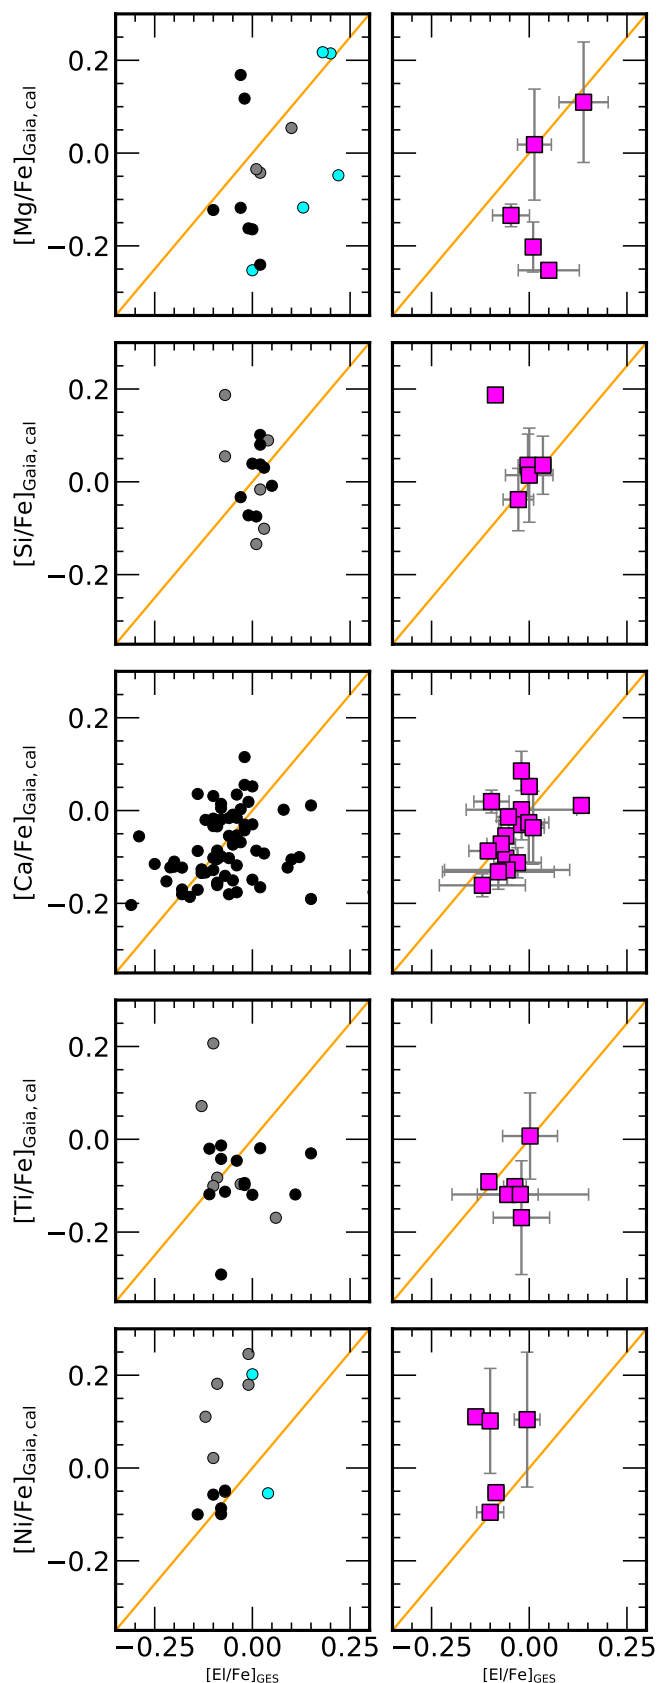 0.2
0.0
−0.2
[Mg/Fe]Gaia, cal
0.2
0.0
−0.2
[Si/Fe]Gaia, cal
0.2
0.0
−0.2
[Ca/Fe]Gaia, cal
0.2
0.0
−0.2
[Ti/Fe]Gaia, cal
0.2
0.0
−0.2
[Ni/Fe]Gaia, cal
−0.25 0.00 0.25 −0.25 0.00 0.25
[El/Fe]GES [El/Fe]GES